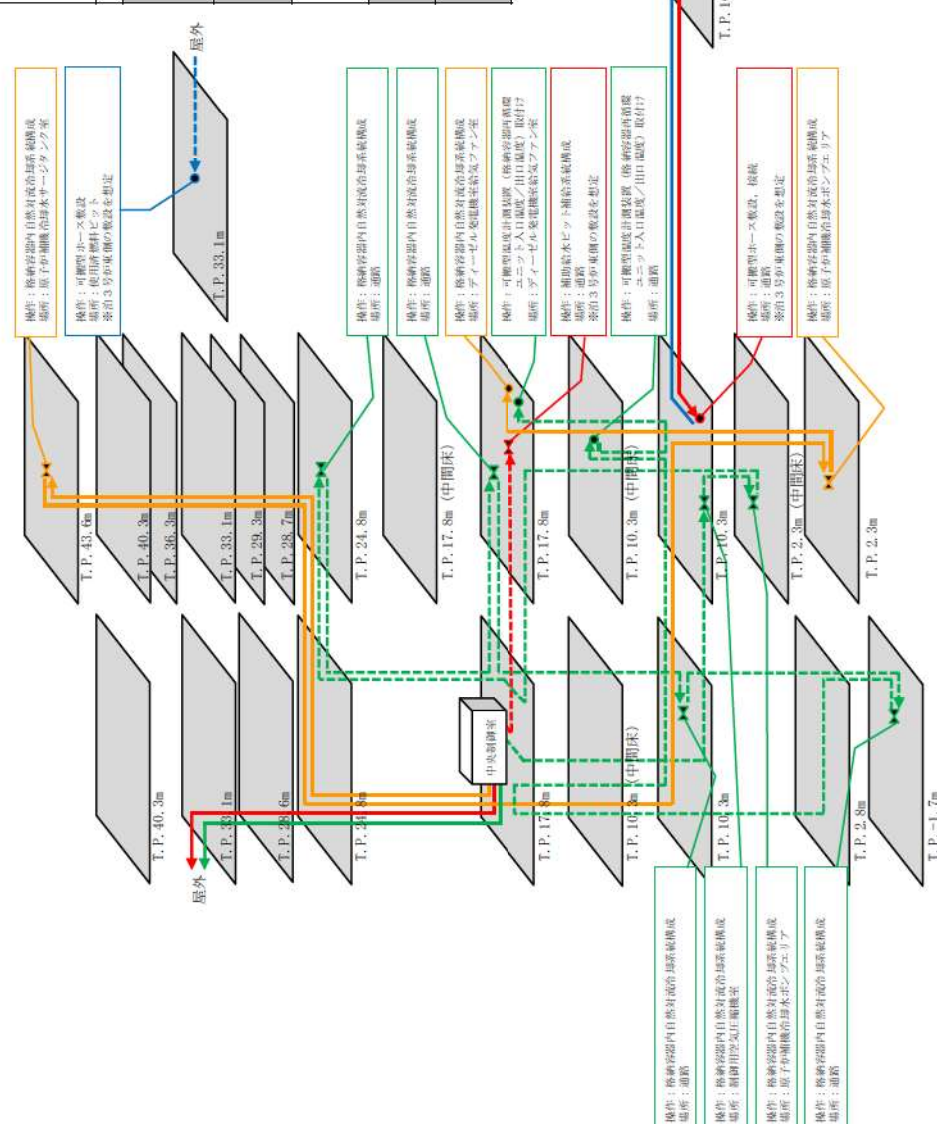 屋外
T.P. 33.1m
T.P. 1
操作：格納容器内自然対流冷却系統構成
場所：原子炉補機冷却水サージタンク室
操作：可搬型ホース敷設
場所：使用済燃料ピット
※泊3号炉東側の敷設を想定
操作：格納容器内自然対流冷却系統構成
場所：通路
操作：格納容器内自然対流冷却系統構成
場所：通路
操作：格納容器内自然対流冷却系統構成
場所：ディーゼル発電機室給気ファン室
操作：可搬型温度計測装置（格納容器再循環
ユニット入口温度／出口温度）取付け
場所：ディーゼル発電機室給気ファン室
操作：補助給水ピット補給系統構成
場所：通路
※泊3号炉東側の敷設を想定
操作：可搬型温度計測装置（格納容器再循環
ユニット入口温度／出口温度）取付け
場所：通路
操作：可搬型ホース敷設，接続
場所：通路
※泊3号炉東側の敷設を想定
操作：格納容器内自然対流冷却系統構成
場所：原子炉補機冷却水ポンプエリア
T.P. 43.6m
T.P. 40.3m
T.P. 36.3m
T.P. 33.1m
T.P. 29.3m
T.P. 28.7m
T.P. 24.8m
T.P. 17.8m（中間床）
T.P. 17.8m
T.P. 10.3m（中間床）
T.P. 10.3m
T.P. 2.3m（中間床）
T.P. 2.3m
中央制御室
T.P. 40.3m
T.P. 33.1m
T.P. 28.6m
T.P. 24.8m
T.P. 17.8m
T.P. 10.3m（中間床）
T.P. 10.3m
T.P. 2.8m
T.P. -1.7m
屋外
操作：格納容器内自然対流冷却系統構成
場所：通路
操作：格納容器内自然対流冷却系統構成
場所：制御用空気圧縮機室
操作：格納容器内自然対流冷却系統構成
場所：原子炉補機冷却水ポンプエリア
操作：格納容器内自然対流冷却系統構成
場所：通路